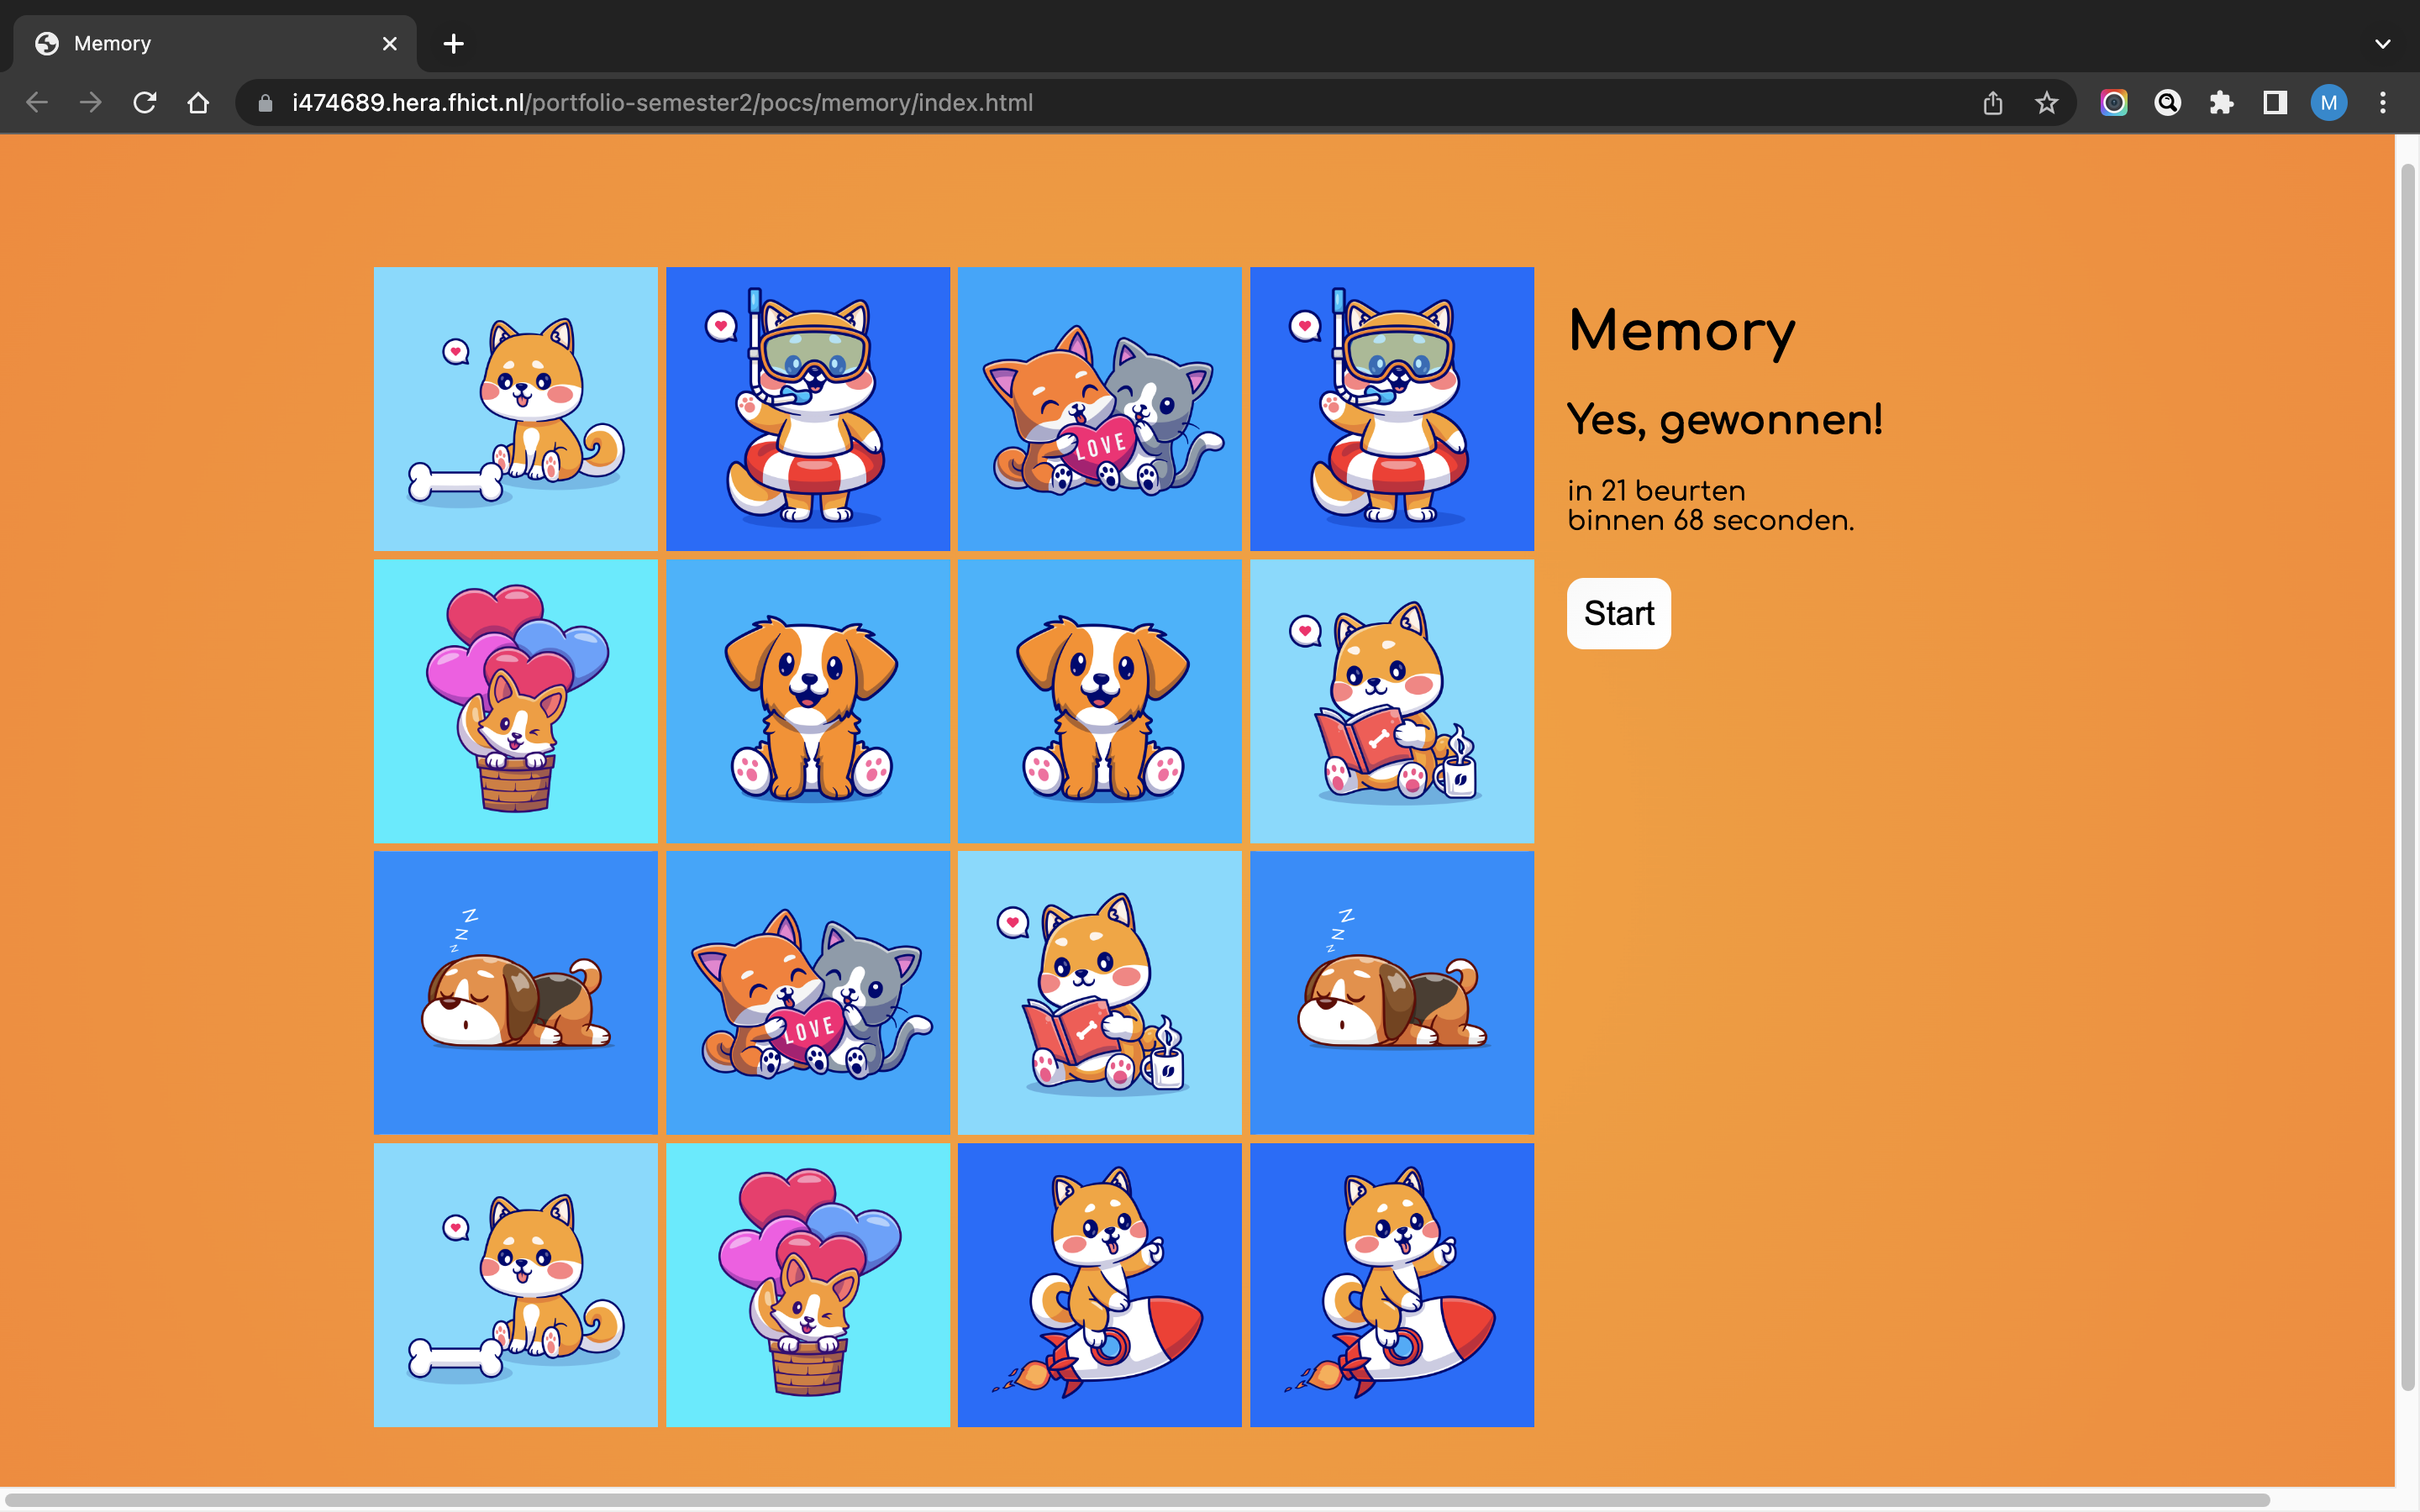 Memory
i474689.hera.fhict.nl/portfolio-semester2/pocs/memory/index.html
M
Memory
Yes, gewonnen!
in 21 beurten
binnen 68 seconden.
Start
LOVE
z
z
z
LOVE
z
z
z